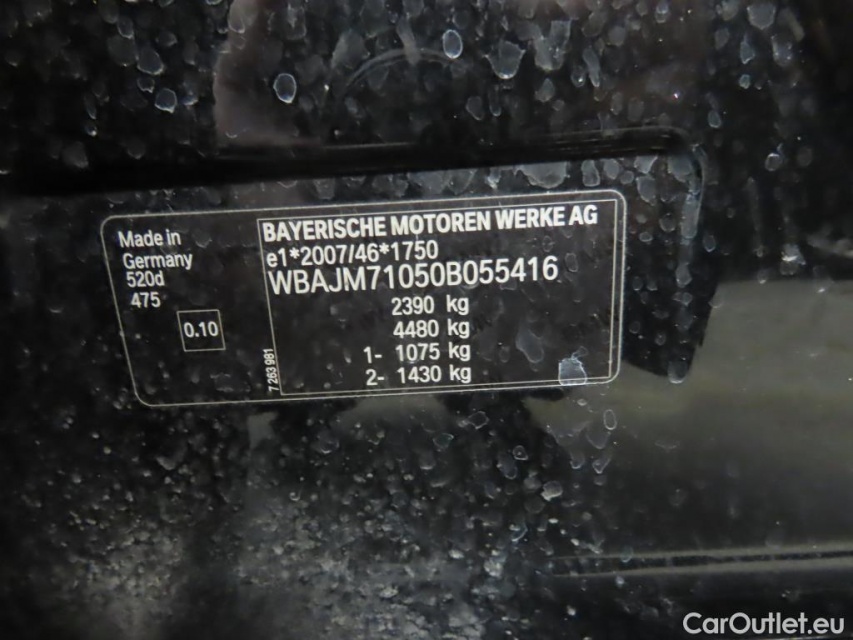 Made in
Germany
520d
475
0.10
7 263 981
BAYERISCHE MOTOREN WERKE AG
e1*2007/46*1750
WBAJM71050B055416
2390 kg
4480 kg
1- 1075 kg
2- 1430 kg
CarOutlet.eu